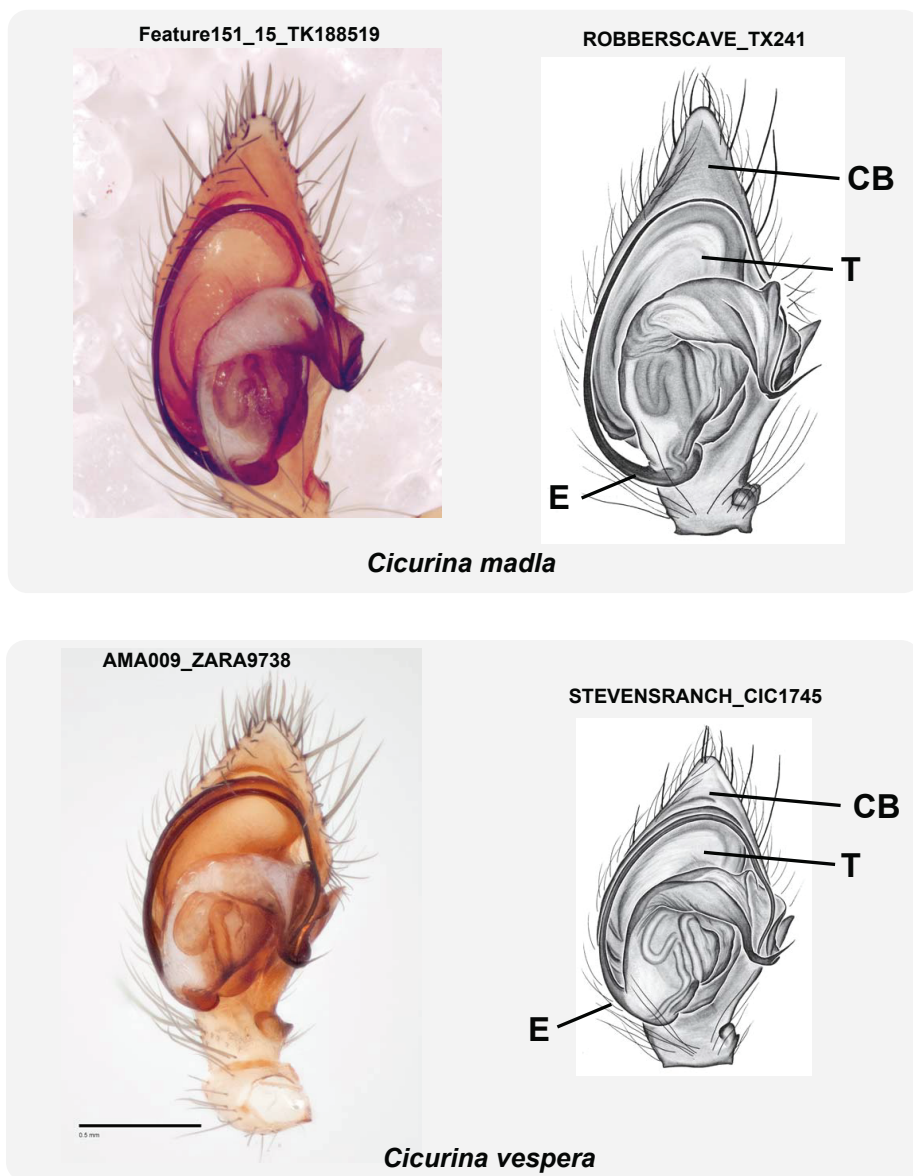 Feature151_15_TK188519
ROBBERSCAVE_TX241
CB
T
E
Cicurina madla
AMA009_ZARA9738
STEVENSRANCH_CIC1745
CB
T
E
0.5 mm
Cicurina vespera